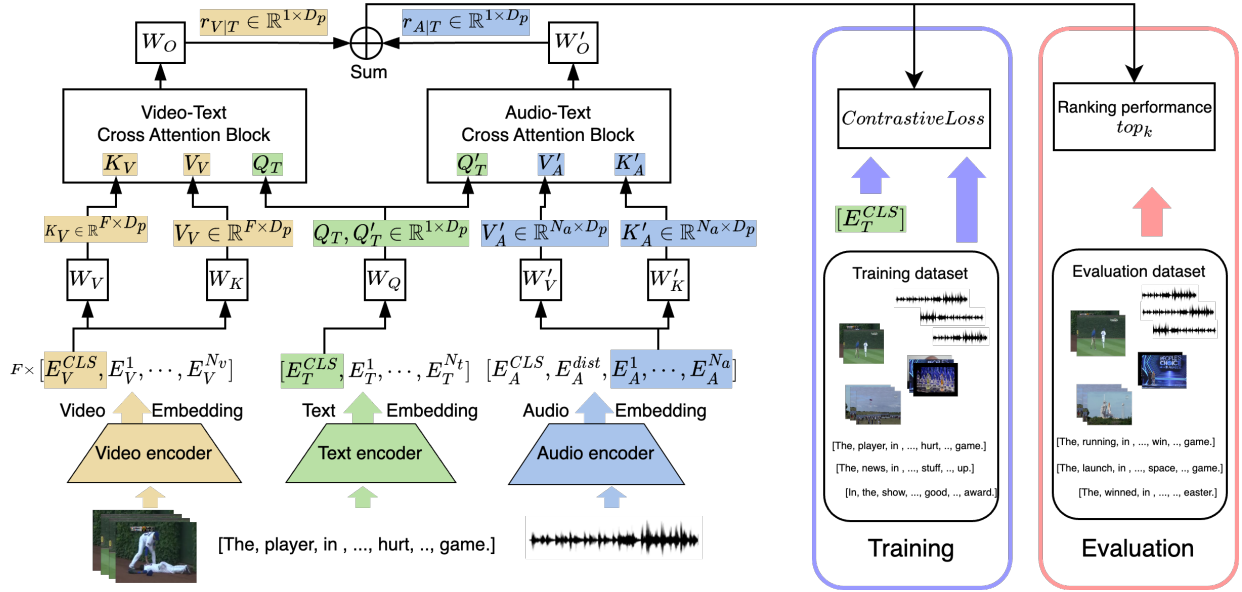 r_{V|T} ∈ ℝ^{1×D_p}
r_{A|T} ∈ ℝ^{1×D_p}
W_O
W'_O
Sum
Video-Text
Cross Attention Block
K_V V_V Q_T
Audio-Text
Cross Attention Block
Q'_T V'_A K'_A
K_V ∈ ℝ^{F×D_p}
V_V ∈ ℝ^{F×D_p}
Q_T, Q'_T ∈ ℝ^{1×D_p}
V'_A ∈ ℝ^{N_a×D_p}
K'_A ∈ ℝ^{N_a×D_p}
W_V
W_K
W_Q
W'_V
W'_K
F× [E_V^{CLS}, E_V^1, ⋯, E_V^{N_v}]
[E_T^{CLS}, E_T^1, ⋯, E_T^{N_t}]
[E_A^{CLS}, E_A^{dist}, E_A^1, ⋯, E_A^{N_a}]
Video Embedding
Text Embedding
Audio Embedding
Video encoder
Text encoder
Audio encoder
[The, player, in , ..., hurt, .., game.]
ContrastiveLoss
[E_T^{CLS}]
Training dataset
[The, player, in , ..., hurt, .., game.]
[The, news, in , ..., stuff, .., up.]
[In, the, show, ..., good, .., award.]
Training
Ranking performance
top_k
Evaluation dataset
[The, running, in , ..., win, .., game.]
[The, launch, in , ..., space, .., game.]
[The, winned, in , ..., .., easter.]
Evaluation